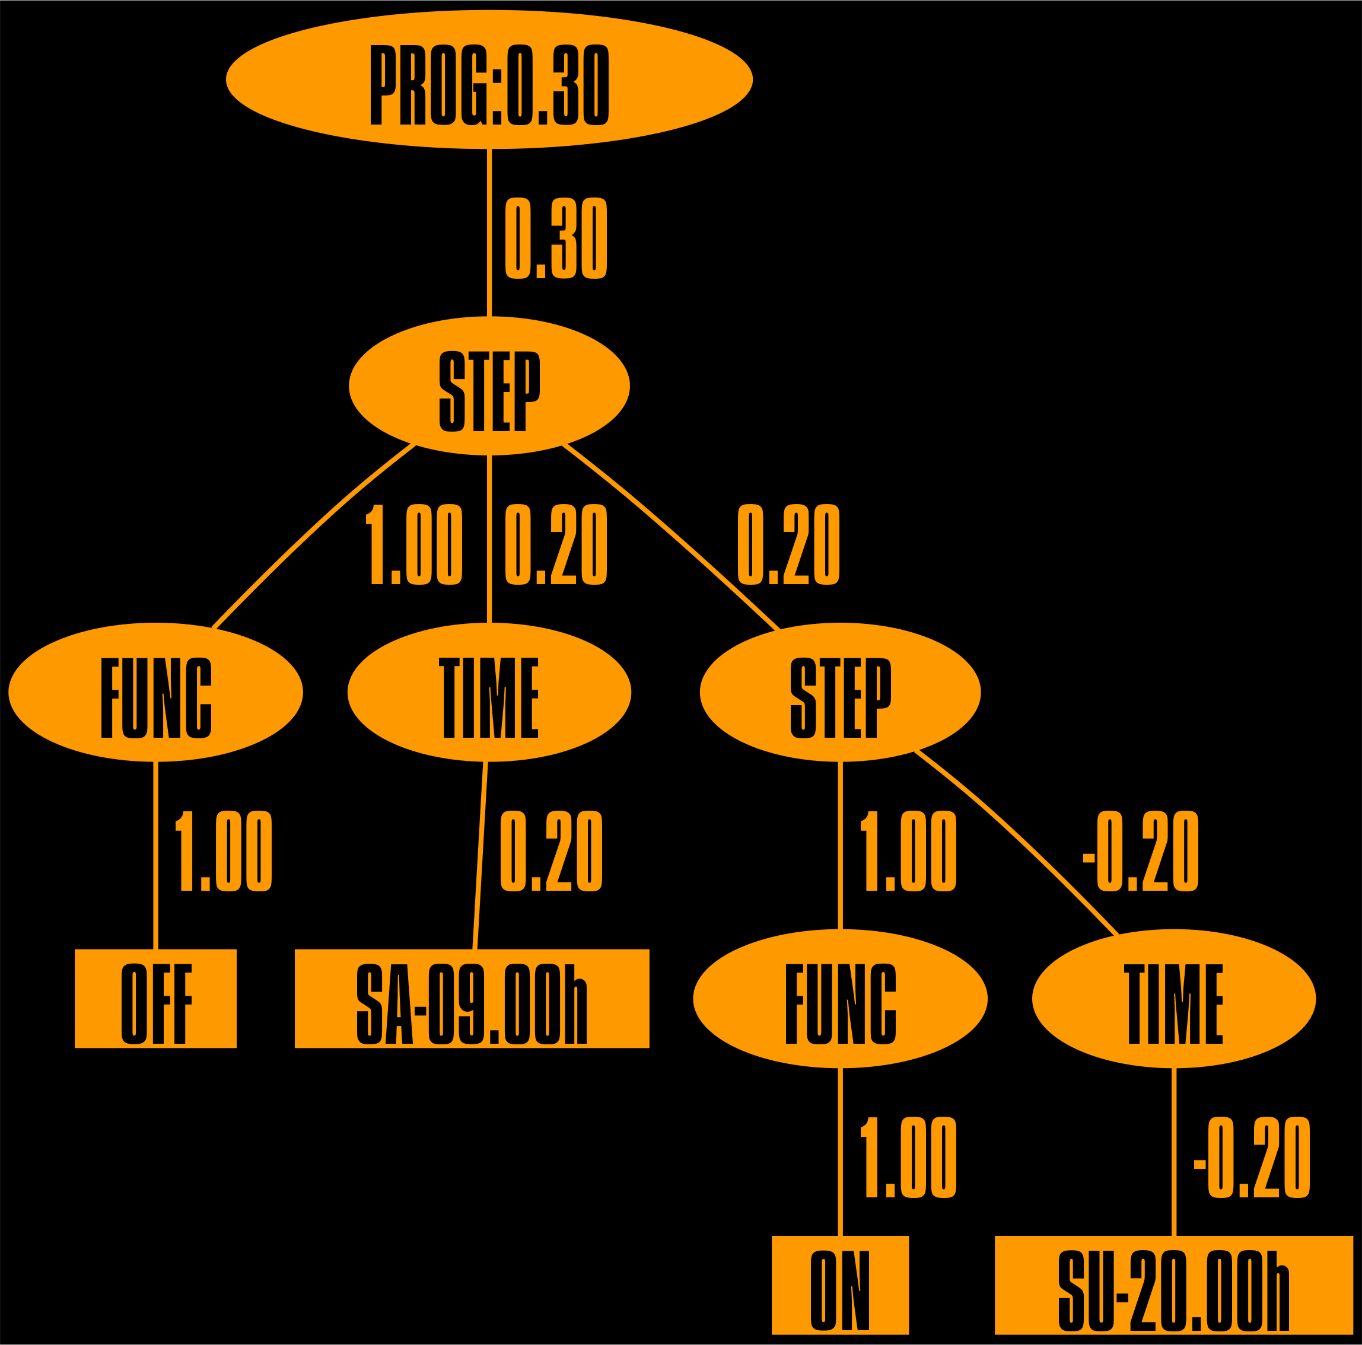 PROG:0.30
0.30
STEP
1.00 0.20 0.20
FUNC TIME STEP
1.00 0.20 1.00 -0.20
OFF SA-09.00h FUNC TIME
1.00 -0.20
ON SU-20.00h